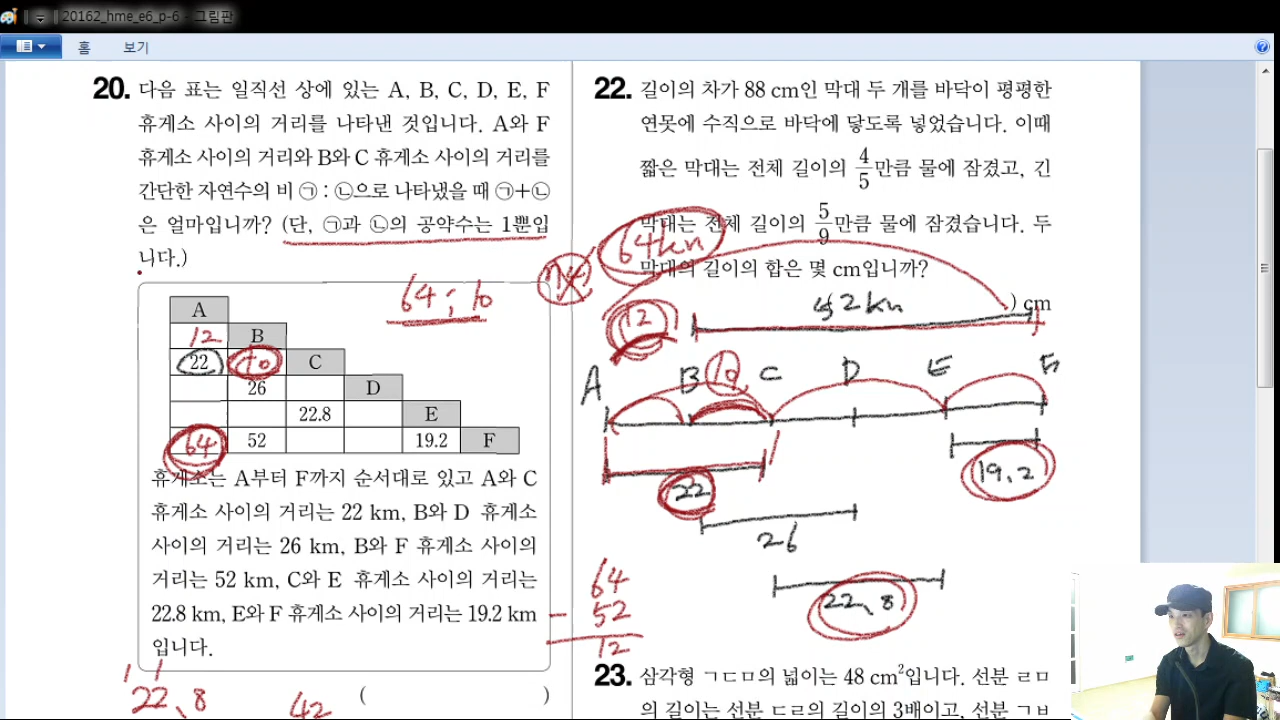 20162_hme_e6_p-6 - 그림판
홈 보기
20. 다음 표는 일직선 상에 있는 A, B, C, D, E, F
휴게소 사이의 거리를 나타낸 것입니다. A와 F
휴게소 사이의 거리와 B와 C 휴게소 사이의 거리를
간단한 자연수의 비 ㉠ : ㉡으로 나타냈을 때 ㉠+㉡
은 얼마입니까? (단, ㉠과 ㉡의 공약수는 1뿐입
니다.)
64 : 10
A
12 B
22 10 C
26 D
22.8 E
64 52 19.2 F
휴게소는 A부터 F까지 순서대로 있고 A와 C
휴게소 사이의 거리는 22 km, B와 D 휴게소
사이의 거리는 26 km, B와 F 휴게소 사이의
거리는 52 km, C와 E 휴게소 사이의 거리는
22.8 km, E와 F 휴게소 사이의 거리는 19.2 km
입니다.
( )
1 1
22.8
42
64
- 52
12
22. 길이의 차가 88 cm인 막대 두 개를 바닥이 평평한
연못에 수직으로 바닥에 닿도록 넣었습니다. 이때
짧은 막대는 전체 길이의 4/5만큼 물에 잠겼고, 긴
막대는 전체 길이의 5/9만큼 물에 잠겼습니다. 두
막대의 길이의 합은 몇 cm입니까?
) cm
64km
12
52km
A B 10 C D E F
22
19.2
26
22.8
23. 삼각형 ㄱㄷㅁ의 넓이는 48 cm²입니다. 선분 ㄹㅁ
의 길이는 선분 ㄷㄹ의 길이의 3배이고, 선분 ㄱㅂ